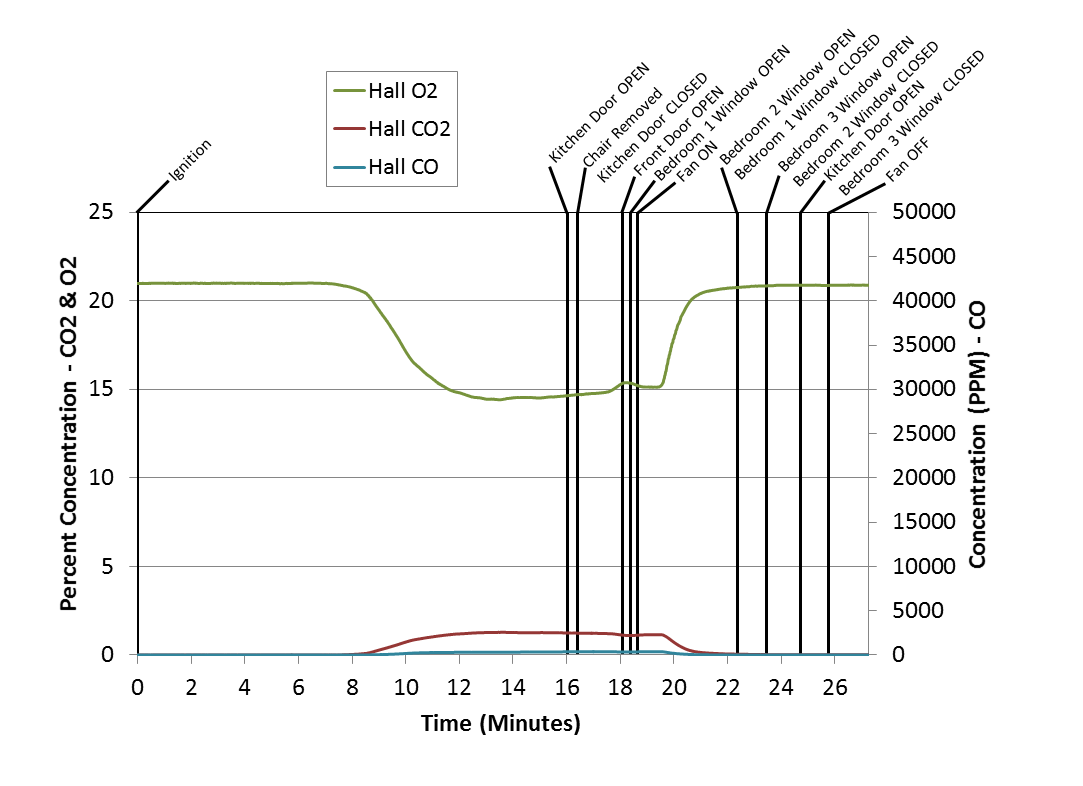 Hall O2
Hall CO2
Hall CO
Ignition
Kitchen Door OPEN
Chair Removed
Kitchen Door CLOSED
Front Door OPEN
Bedroom 1 Window OPEN
Fan ON
Bedroom 2 Window OPEN
Bedroom 1 Window CLOSED
Bedroom 3 Window OPEN
Bedroom 2 Window CLOSED
Kitchen Door OPEN
Bedroom 3 Window CLOSED
Fan OFF
Percent Concentration - CO2 & O2
25
20
15
10
5
0
50000
45000
40000
35000
30000
25000
20000
15000
10000
5000
0
Concentration (PPM) - CO
0 2 4 6 8 10 12 14 16 18 20 22 24 26
Time (Minutes)